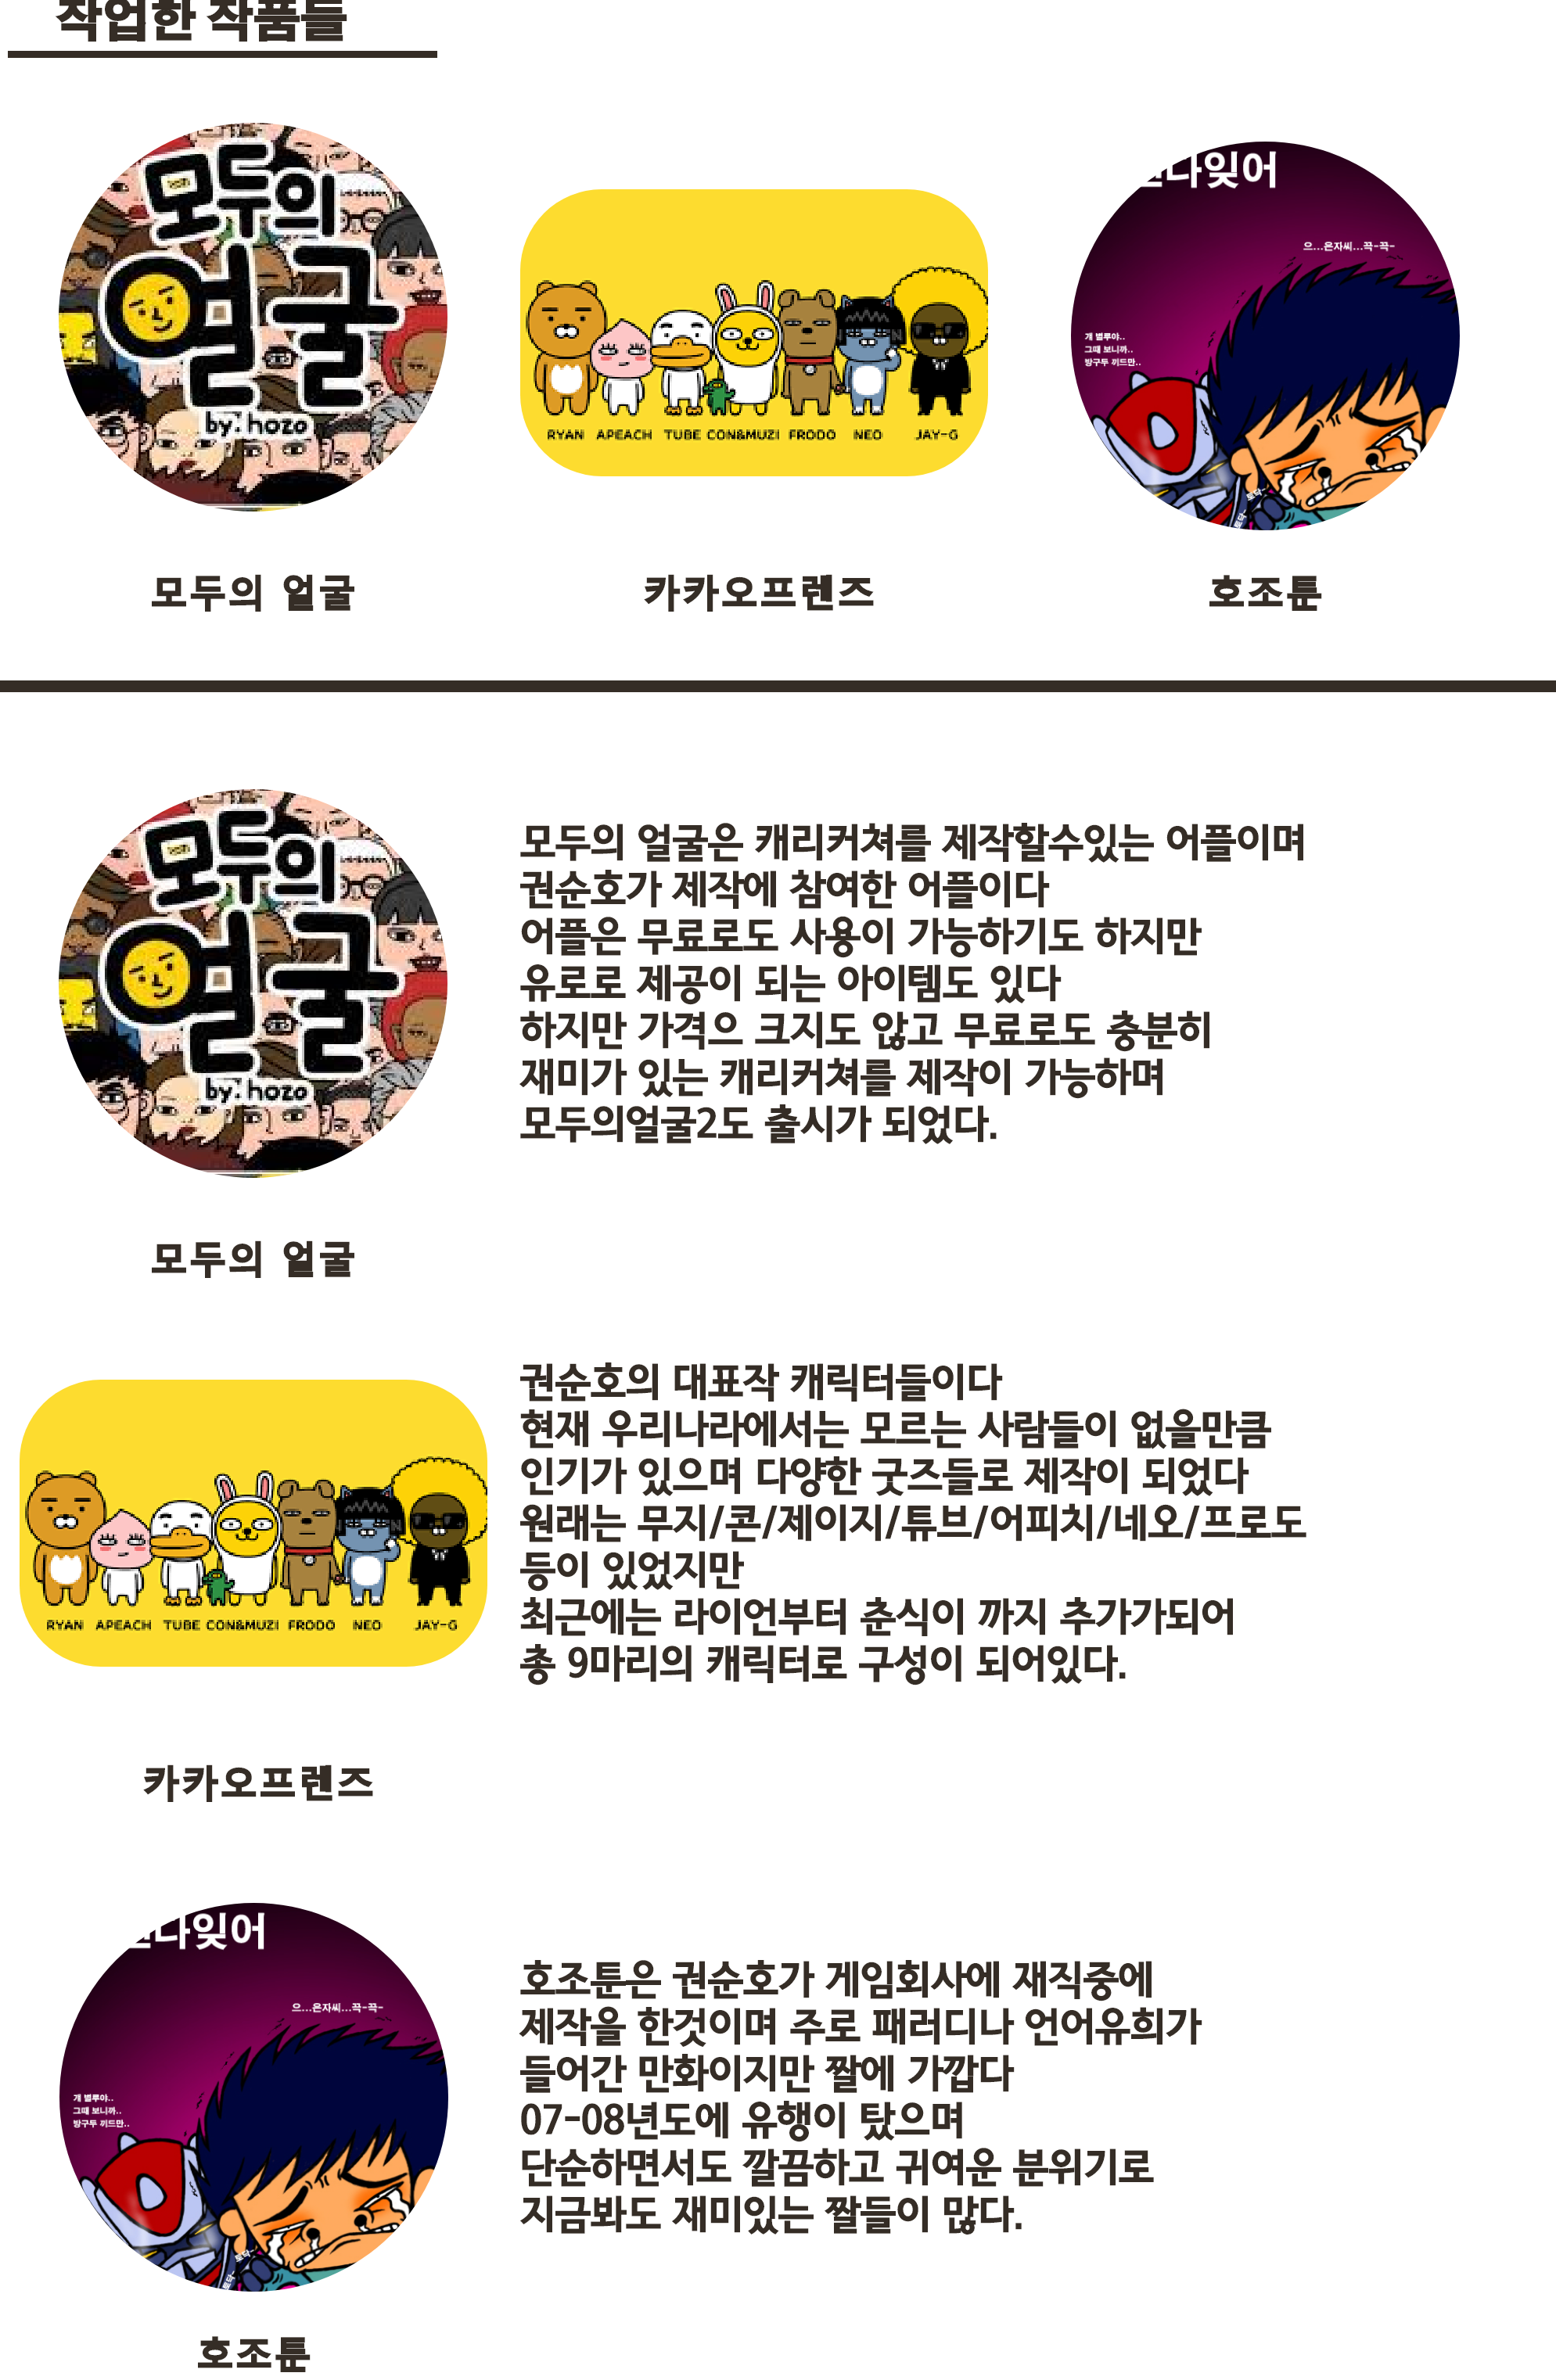 작업한 작품들
모두의
얼굴
by. hozo
RYAN APEACH TUBE CON&MUZI FRODO NEO JAY-G
다잊어
으...은자씨...끅-끅-
개 별루야..
그때 보니까..
방구두 끼드만..
토닥~
토닥~
모두의 얼굴
카카오프렌즈
호조툰
모두의
얼굴
by. hozo
모두의 얼굴은 캐리커쳐를 제작할수있는 어플이며
권순호가 제작에 참여한 어플이다
어플은 무료로도 사용이 가능하기도 하지만
유로로 제공이 되는 아이템도 있다
하지만 가격으 크지도 않고 무료로도 충분히
재미가 있는 캐리커쳐를 제작이 가능하며
모두의얼굴2도 출시가 되었다.
모두의 얼굴
RYAN APEACH TUBE CON&MUZI FRODO NEO JAY-G
권순호의 대표작 캐릭터들이다
현재 우리나라에서는 모르는 사람들이 없을만큼
인기가 있으며 다양한 굿즈들로 제작이 되었다
원래는 무지/콘/제이지/튜브/어피치/네오/프로도
등이 있었지만
최근에는 라이언부터 춘식이 까지 추가가되어
총 9마리의 캐릭터로 구성이 되어있다.
카카오프렌즈
다잊어
으...은자씨...끅-끅-
개 별루야..
그때 보니까..
방구두 끼드만..
토닥~
토닥~
호조툰은 권순호가 게임회사에 재직중에
제작을 한것이며 주로 패러디나 언어유희가
들어간 만화이지만 짤에 가깝다
07-08년도에 유행이 탔으며
단순하면서도 깔끔하고 귀여운 분위기로
지금봐도 재미있는 짤들이 많다.
호조툰